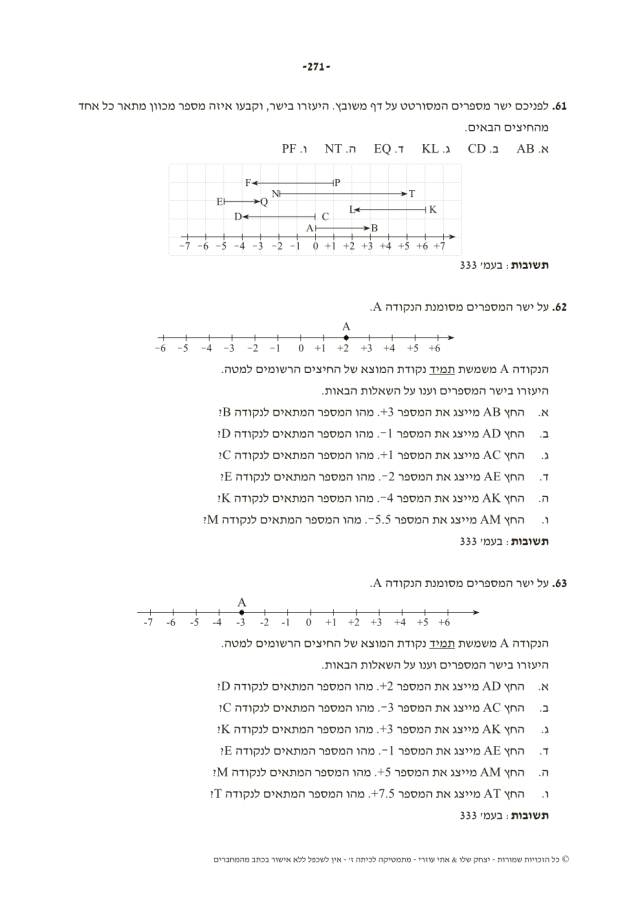 -271-
61. לפניכם ישר מספרים המסורטט על דף משובץ. היעזרו בישר, וקבעו איזה מספר מכוון מתאר כל אחד
מהחיצים הבאים.
א. AB ב. CD ג. KL ד. EQ ה. NT ו. PF
F P
N T
E Q
L K
D C
A B
−7 −6 −5 −4 −3 −2 −1 0 +1 +2 +3 +4 +5 +6 +7
תשובות: בעמ' 333
62. על ישר המספרים מסומנת הנקודה A.
A
−6 −5 −4 −3 −2 −1 0 +1 +2 +3 +4 +5 +6
הנקודה A משמשת תמיד נקודת המוצא של החיצים הרשומים למטה.
היעזרו בישר המספרים וענו על השאלות הבאות.
א. החץ AB מייצג את המספר 3+. מהו המספר המתאים לנקודה B?
ב. החץ AD מייצג את המספר 1−. מהו המספר המתאים לנקודה D?
ג. החץ AC מייצג את המספר 1+. מהו המספר המתאים לנקודה C?
ד. החץ AE מייצג את המספר 2−. מהו המספר המתאים לנקודה E?
ה. החץ AK מייצג את המספר 4−. מהו המספר המתאים לנקודה K?
ו. החץ AM מייצג את המספר 5.5−. מהו המספר המתאים לנקודה M?
תשובות: בעמ' 333
63. על ישר המספרים מסומנת הנקודה A.
A
-7 -6 -5 -4 -3 -2 -1 0 +1 +2 +3 +4 +5 +6
הנקודה A משמשת תמיד נקודת המוצא של החיצים הרשומים למטה.
היעזרו בישר המספרים וענו על השאלות הבאות.
א. החץ AD מייצג את המספר 2+. מהו המספר המתאים לנקודה D?
ב. החץ AC מייצג את המספר 3−. מהו המספר המתאים לנקודה C?
ג. החץ AK מייצג את המספר 3+. מהו המספר המתאים לנקודה K?
ד. החץ AE מייצג את המספר 1−. מהו המספר המתאים לנקודה E?
ה. החץ AM מייצג את המספר 5+. מהו המספר המתאים לנקודה M?
ו. החץ AT מייצג את המספר 7.5+. מהו המספר המתאים לנקודה T?
תשובות: בעמ' 333
© כל הזכויות שמורות - יצחק שלו & אתי עוזרי - מתמטיקה לכיתה ז' - אין לשכפל ללא אישור בכתב מהמחברים